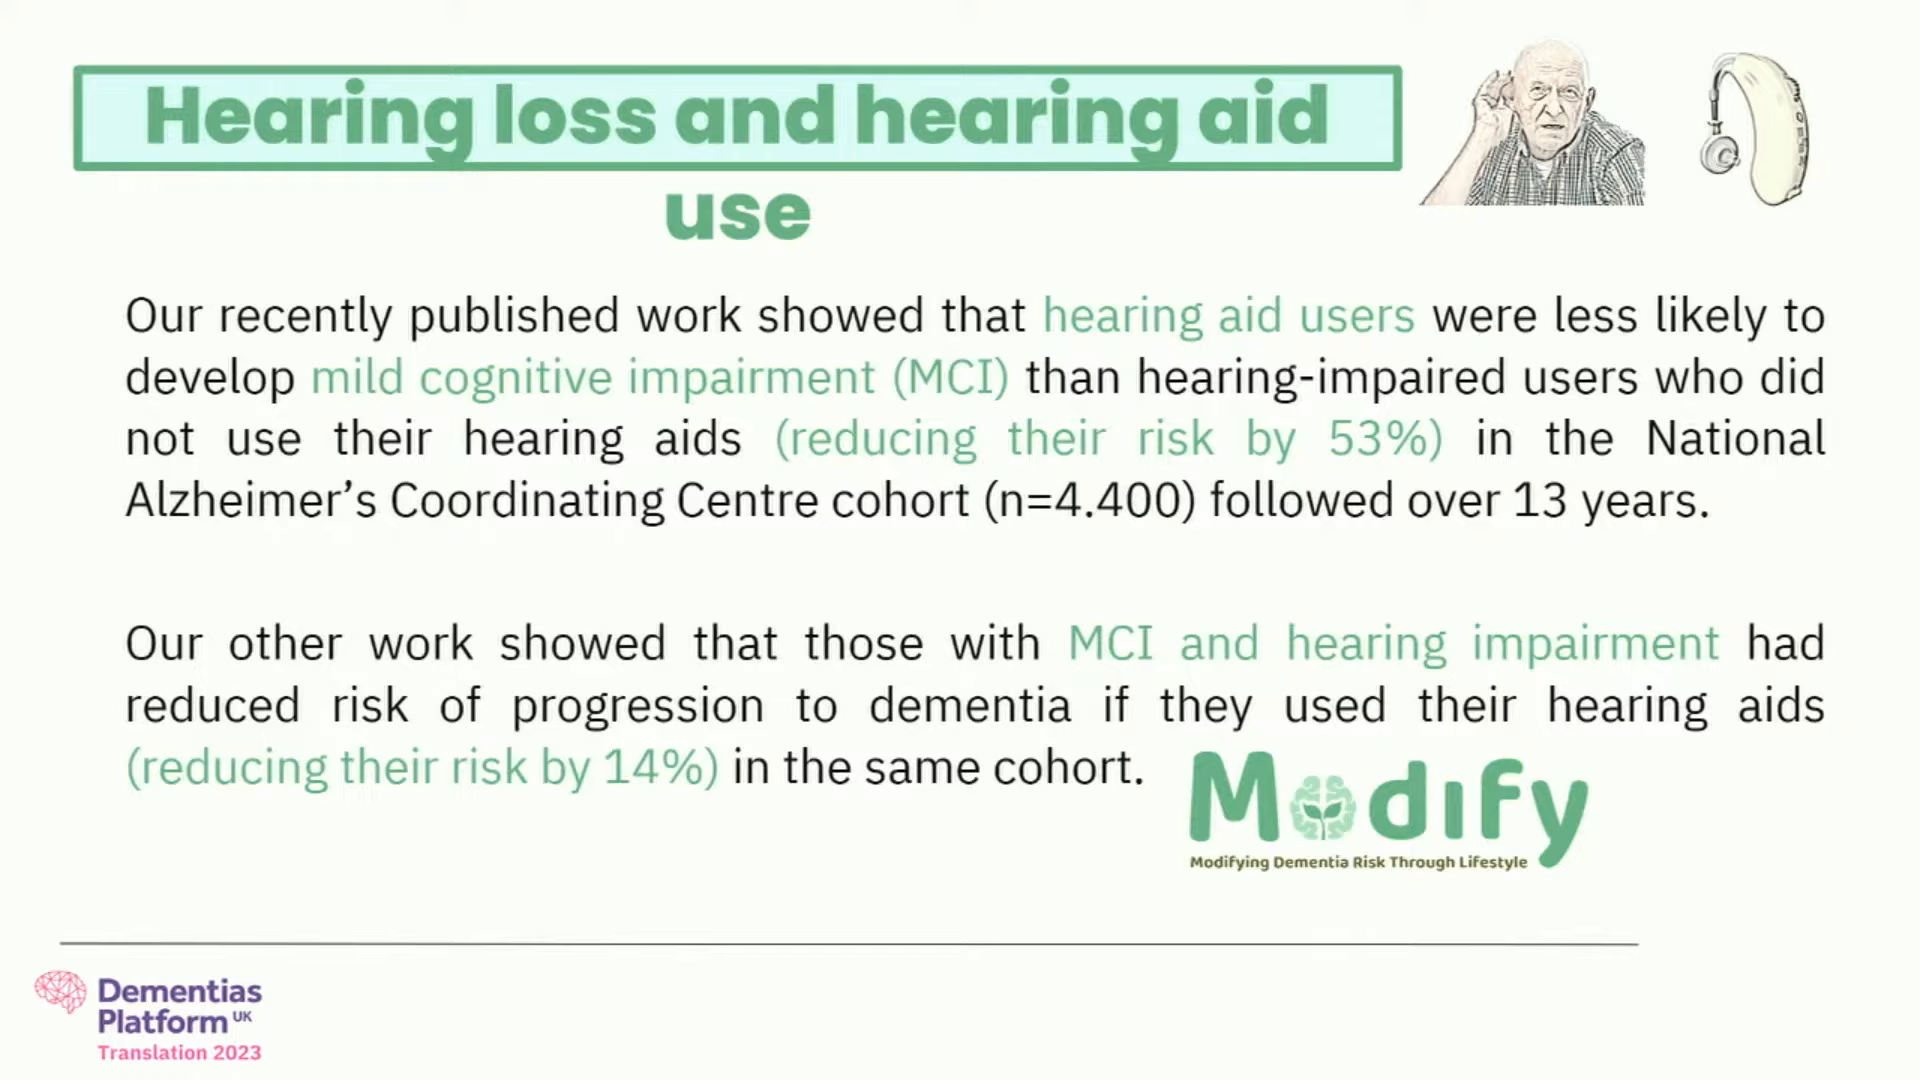 Hearing loss and hearing aid
use
Our recently published work showed that hearing aid users were less likely to
develop mild cognitive impairment (MCI) than hearing-impaired users who did
not use their hearing aids (reducing their risk by 53%) in the National
Alzheimer’s Coordinating Centre cohort (n=4.400) followed over 13 years.
Our other work showed that those with MCI and hearing impairment had
reduced risk of progression to dementia if they used their hearing aids
(reducing their risk by 14%) in the same cohort.
Modify
Modifying Dementia Risk Through Lifestyle
Dementias
Platform UK
Translation 2023